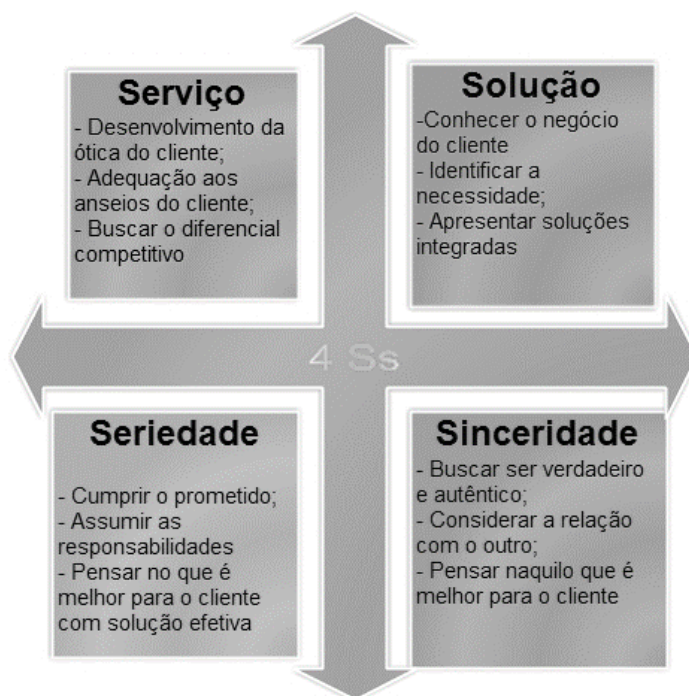 Serviço
- Desenvolvimento da
ótica do cliente;
- Adequação aos
anseios do cliente;
- Buscar o diferencial
competitivo
Solução
-Conhecer o negócio
do cliente
- Identificar a
necessidade;
- Apresentar soluções
integradas
4 Ss
Seriedade
- Cumprir o prometido;
- Assumir as
responsabilidades
- Pensar no que é
melhor para o cliente
com solução efetiva
Sinceridade
- Buscar ser verdadeiro
e autêntico;
- Considerar a relação
com o outro;
- Pensar naquilo que é
melhor para o cliente